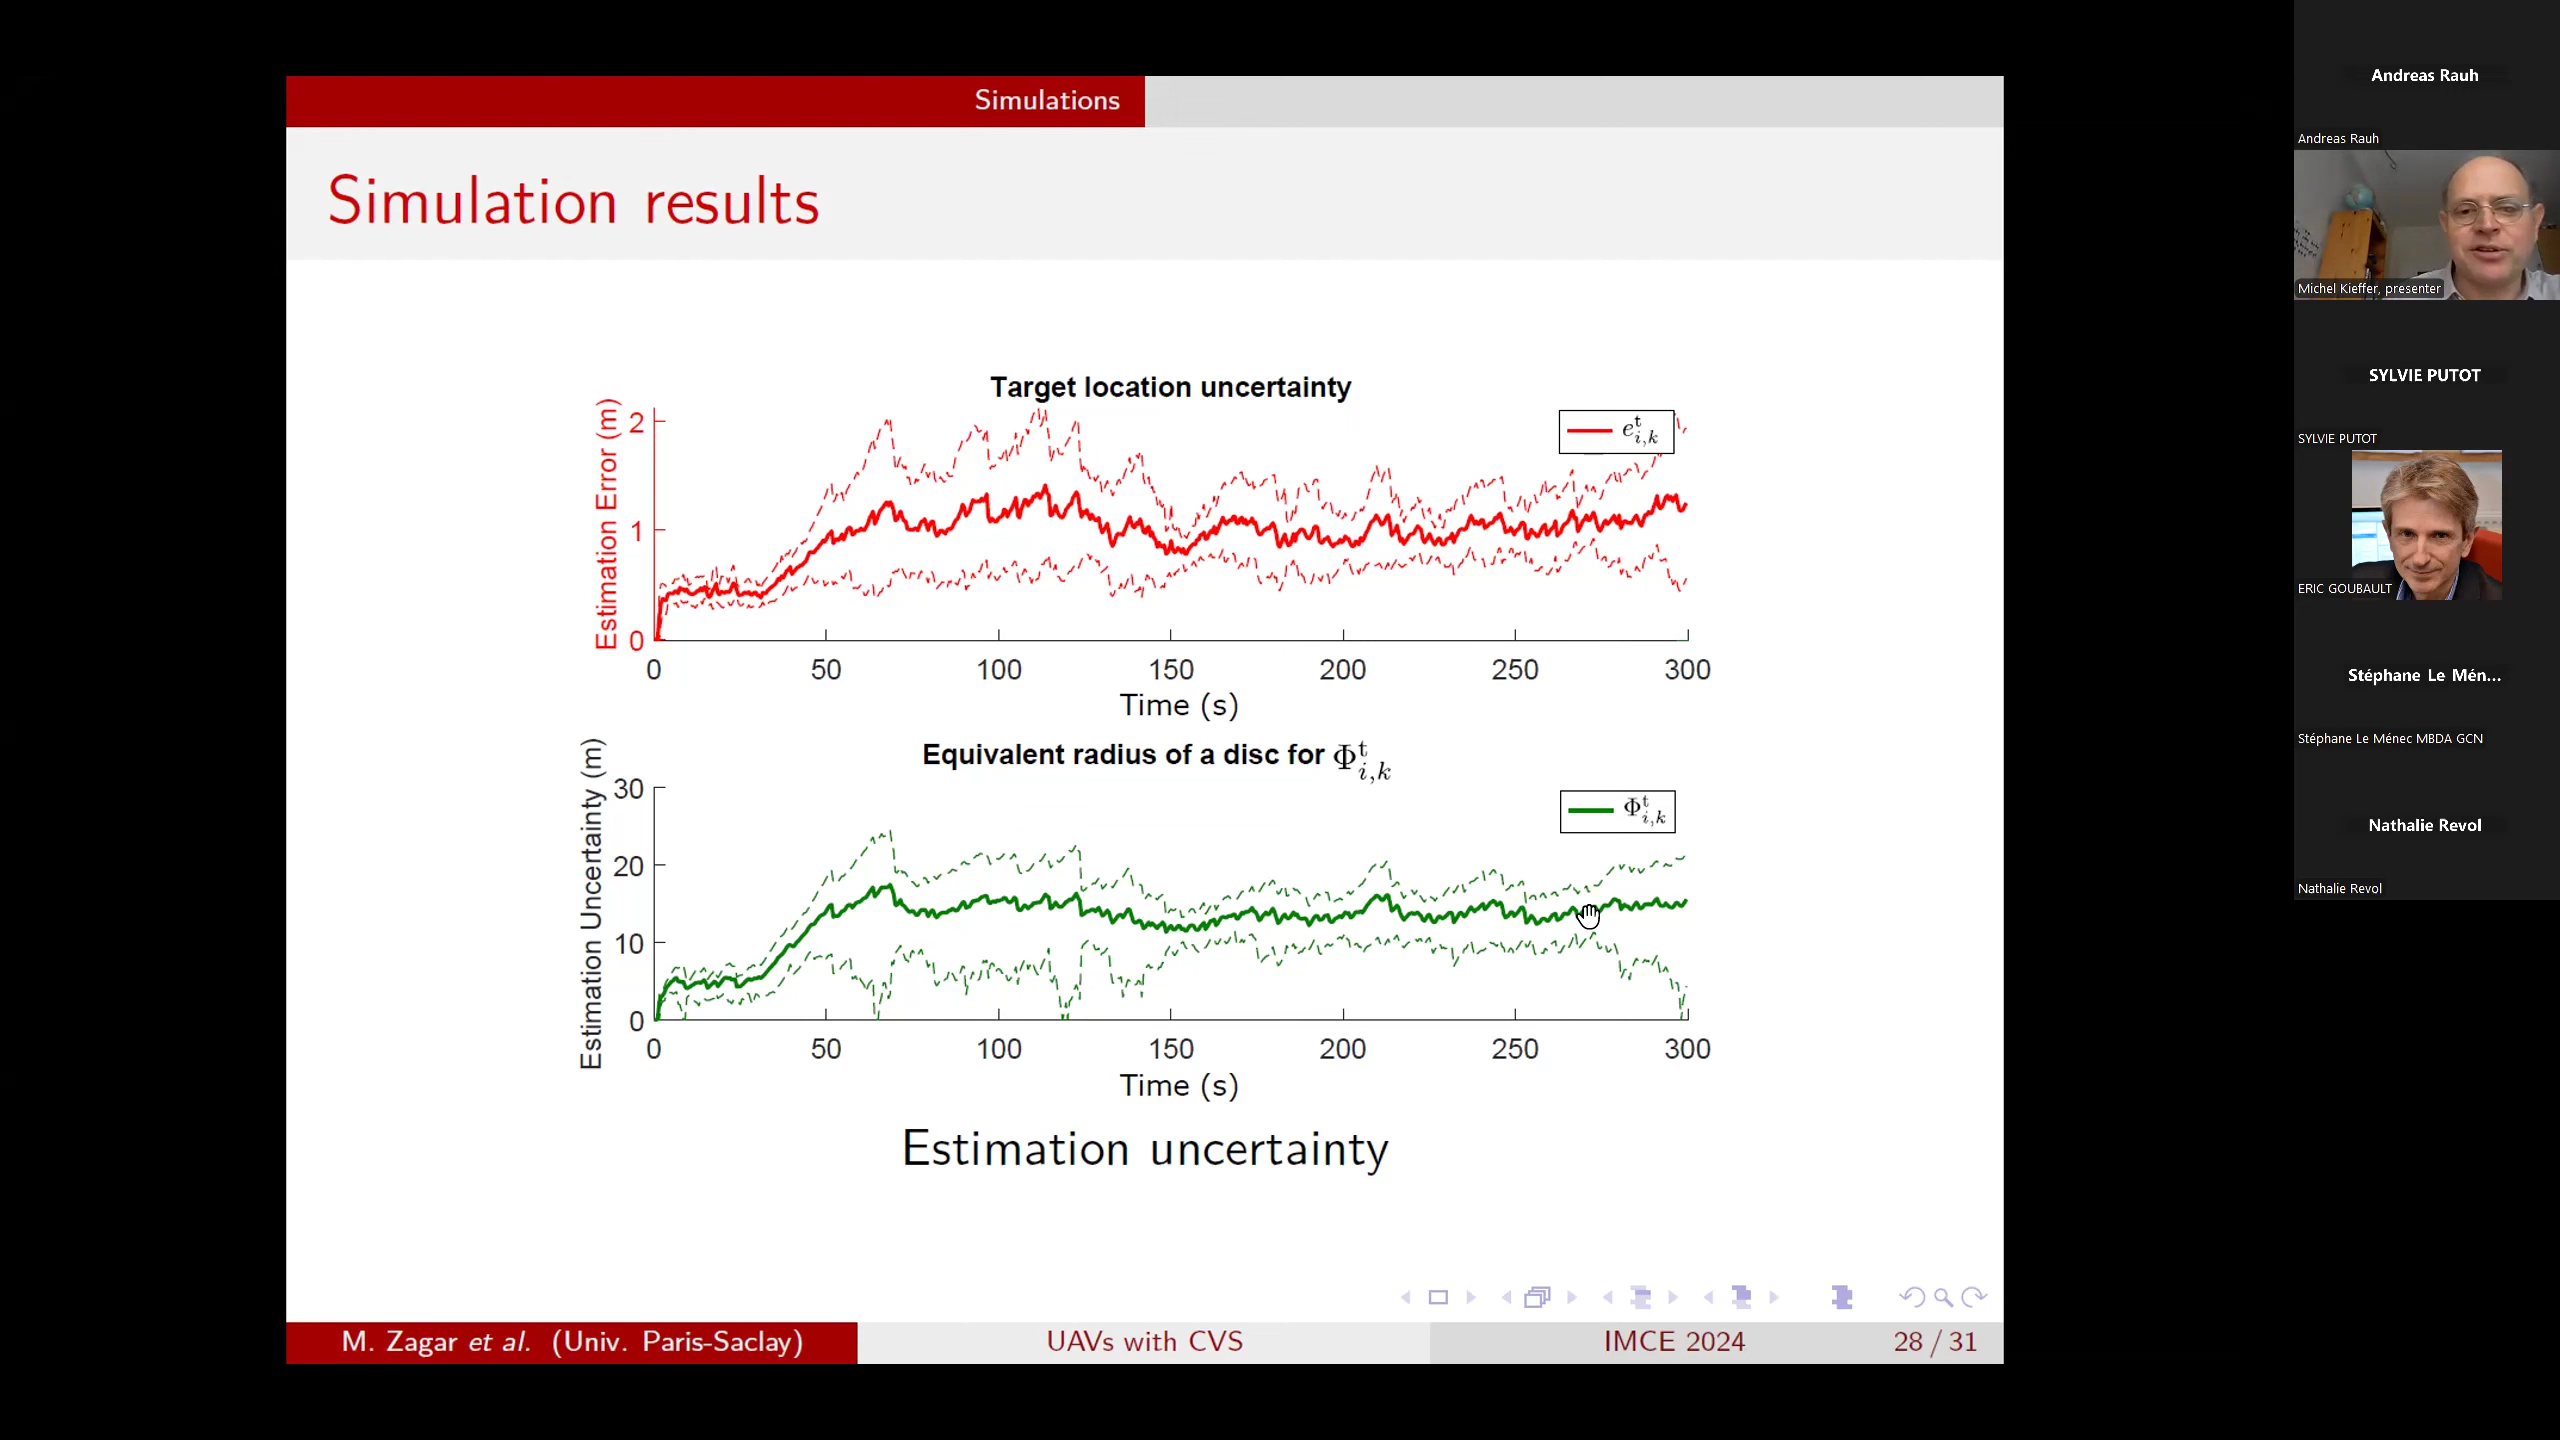 Simulations
Simulation results
Target location uncertainty
Estimation Error (m)
2
1
0
e^t_{i,k}
0 50 100 150 200 250 300
Time (s)
Equivalent radius of a disc for Φ^t_{i,k}
Estimation Uncertainty (m)
30
20
10
0
Φ^t_{i,k}
0 50 100 150 200 250 300
Time (s)
Estimation uncertainty
M. Zagar et al. (Univ. Paris-Saclay) UAVs with CVS IMCE 2024 28 / 31
Andreas Rauh
Andreas Rauh
Michel Kieffer, presenter
SYLVIE PUTOT
SYLVIE PUTOT
ERIC GOUBAULT
Stéphane Le Mén...
Stéphane Le Ménec MBDA GCN
Nathalie Revol
Nathalie Revol